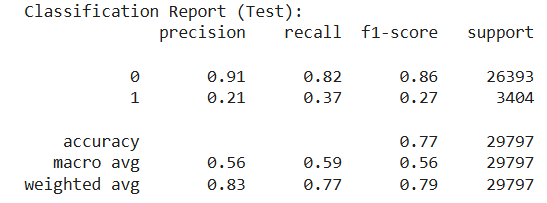 Classification Report (Test):
precision recall f1-score support
0 0.91 0.82 0.86 26393
1 0.21 0.37 0.27 3404
accuracy 0.77 29797
macro avg 0.56 0.59 0.56 29797
weighted avg 0.83 0.77 0.79 29797